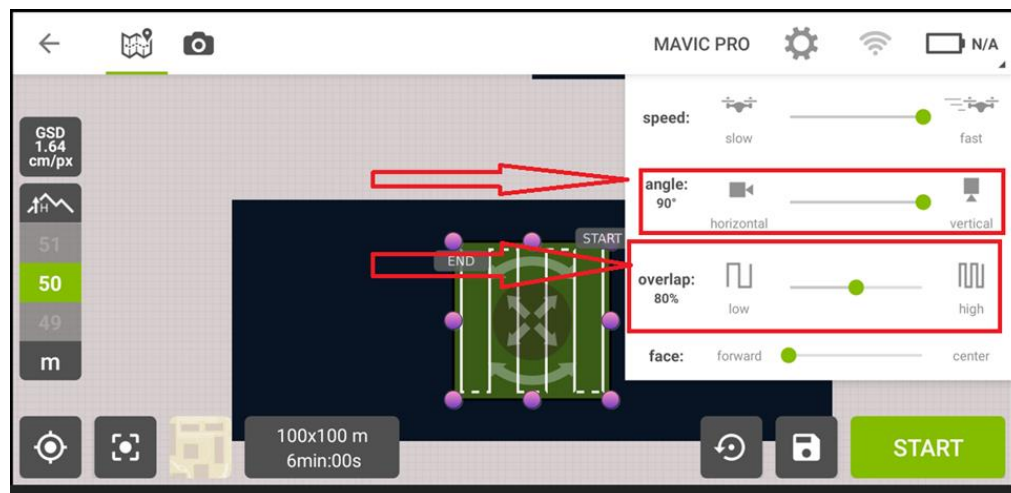 MAVIC PRO
N/A
GSD
1.64
cm/px
H
51
50
49
m
START
END
speed:
slow
fast
angle:
90°
horizontal
vertical
overlap:
80%
low
high
face:
forward
center
100x100 m
6min:00s
START